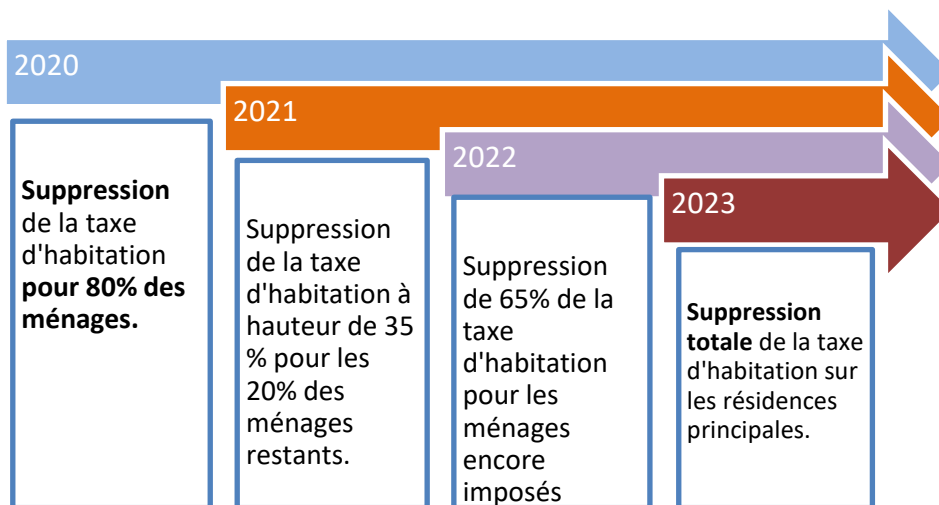 2020
Suppression
de la taxe
d'habitation
pour 80% des
ménages.
2021
Suppression
de la taxe
d'habitation à
hauteur de 35
% pour les
20% des
ménages
restants.
2022
Suppression
de 65% de la
taxe
d'habitation
pour les
ménages
encore
imposés
2023
Suppression
totale de la taxe
d'habitation sur
les résidences
principales.